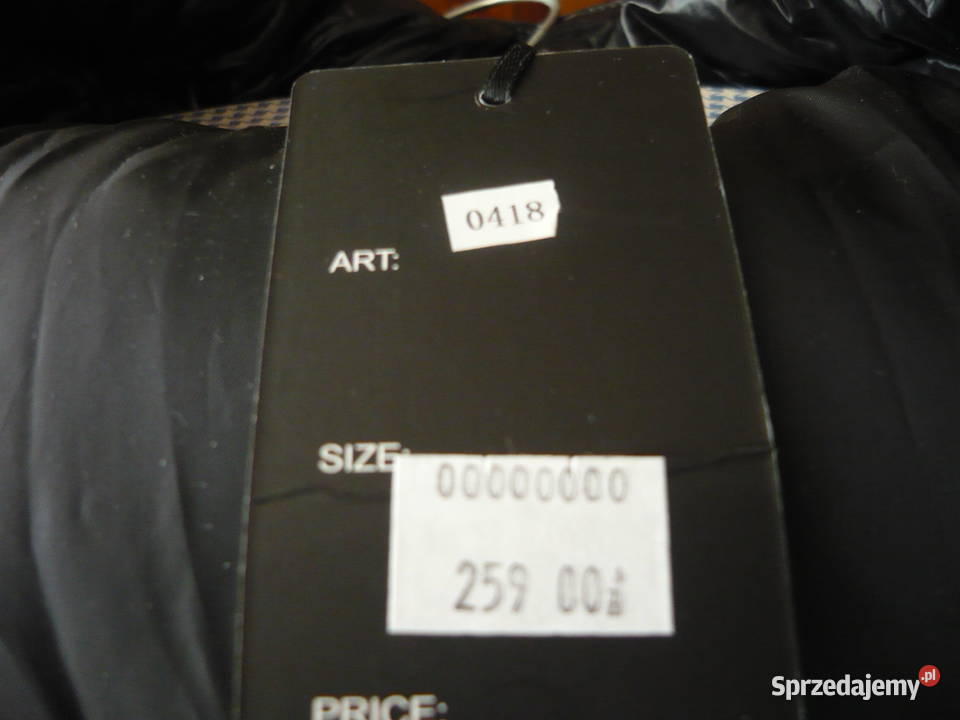 0418
ART:
SIZE:
00000000
259 00
PRICE:
Sprzedajemy.pl